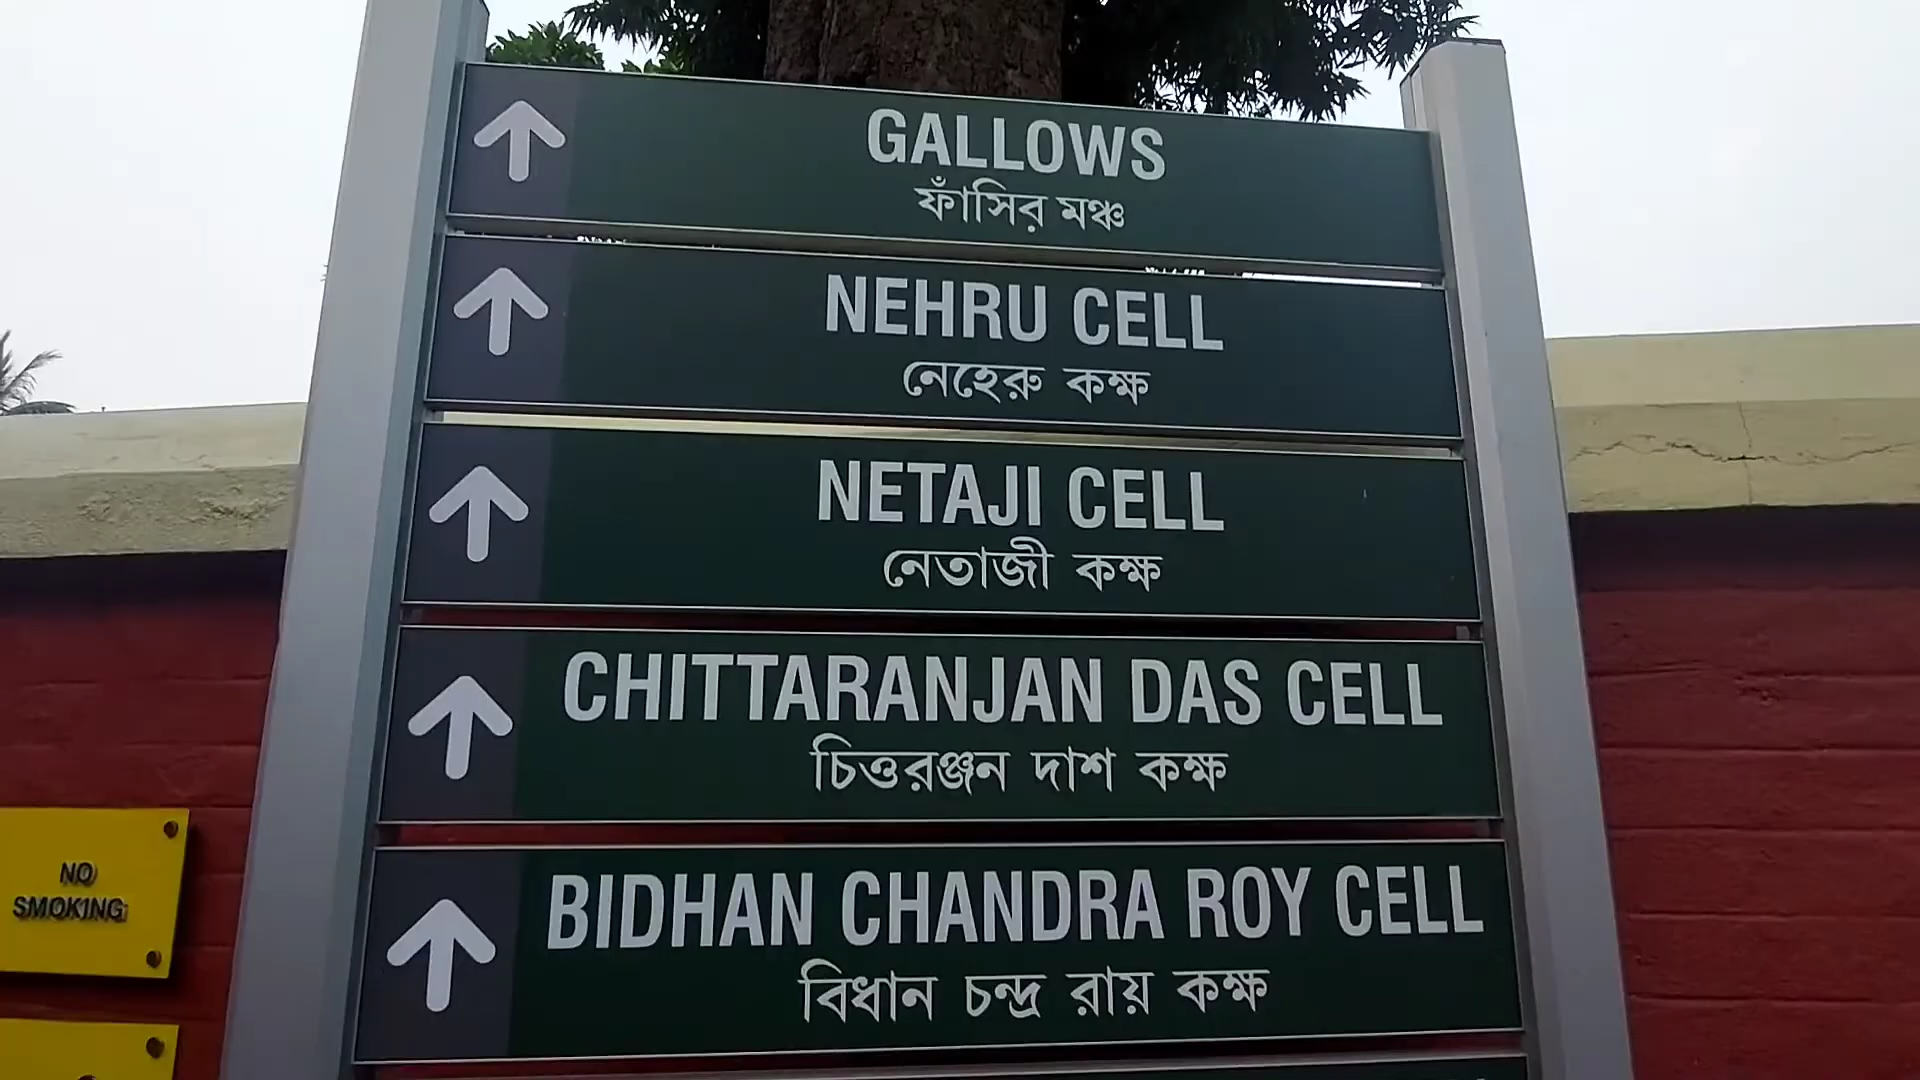 GALLOWS
ফাঁসির মঞ্চ
NEHRU CELL
নেহেরু কক্ষ
NETAJI CELL
নেতাজী কক্ষ
CHITTARANJAN DAS CELL
চিত্তরঞ্জন দাশ কক্ষ
BIDHAN CHANDRA ROY CELL
বিধান চন্দ্র রায় কক্ষ
NO
SMOKING